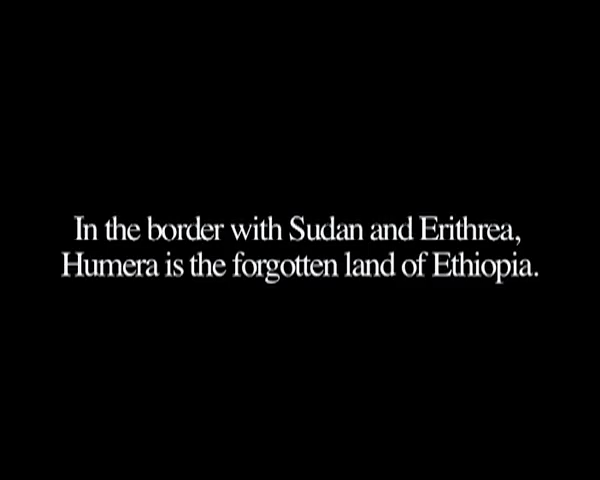 In the border with Sudan and Erithrea,
Humera is the forgotten land of Ethiopia.